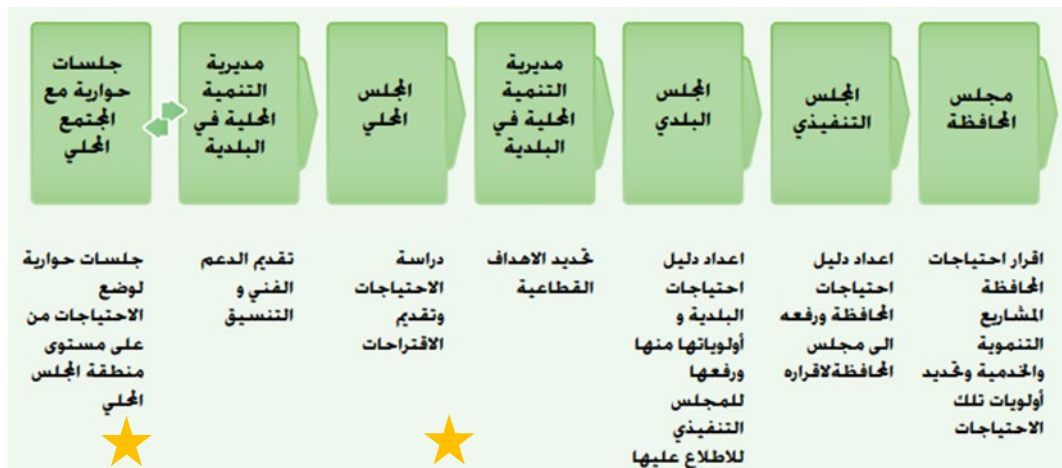 جلسات
حوارية مع
المجتمع
المحلي
مديرية
التنمية
المحلية في
البلدية
المجلس
المحلي
مديرية
التنمية
المحلية في
البلدية
المجلس
البلدي
المجلس
التنفيذي
مجلس
المحافظة
جلسات حوارية
لوضع
الاحتياجات من
على مستوى
منطقة المجلس
المحلي
تقديم الدعم
الفني و
التنسيق
دراسة
الاحتياجات
وتقديم
الاقتراحات
تحديد الاهداف
القطاعية
اعداد دليل
احتياجات
البلدية و
أولوياتها منها
ورفعها
للمجلس
التنفيذي
للاطلاع عليها
اعداد دليل
احتياجات
المحافظة ورفعه
الى مجلس
المحافظة لاقراره
اقرار احتياجات
المحافظة
المشاريع
التنموية
والخدمية وتحديد
أولويات تلك
الاحتياجات